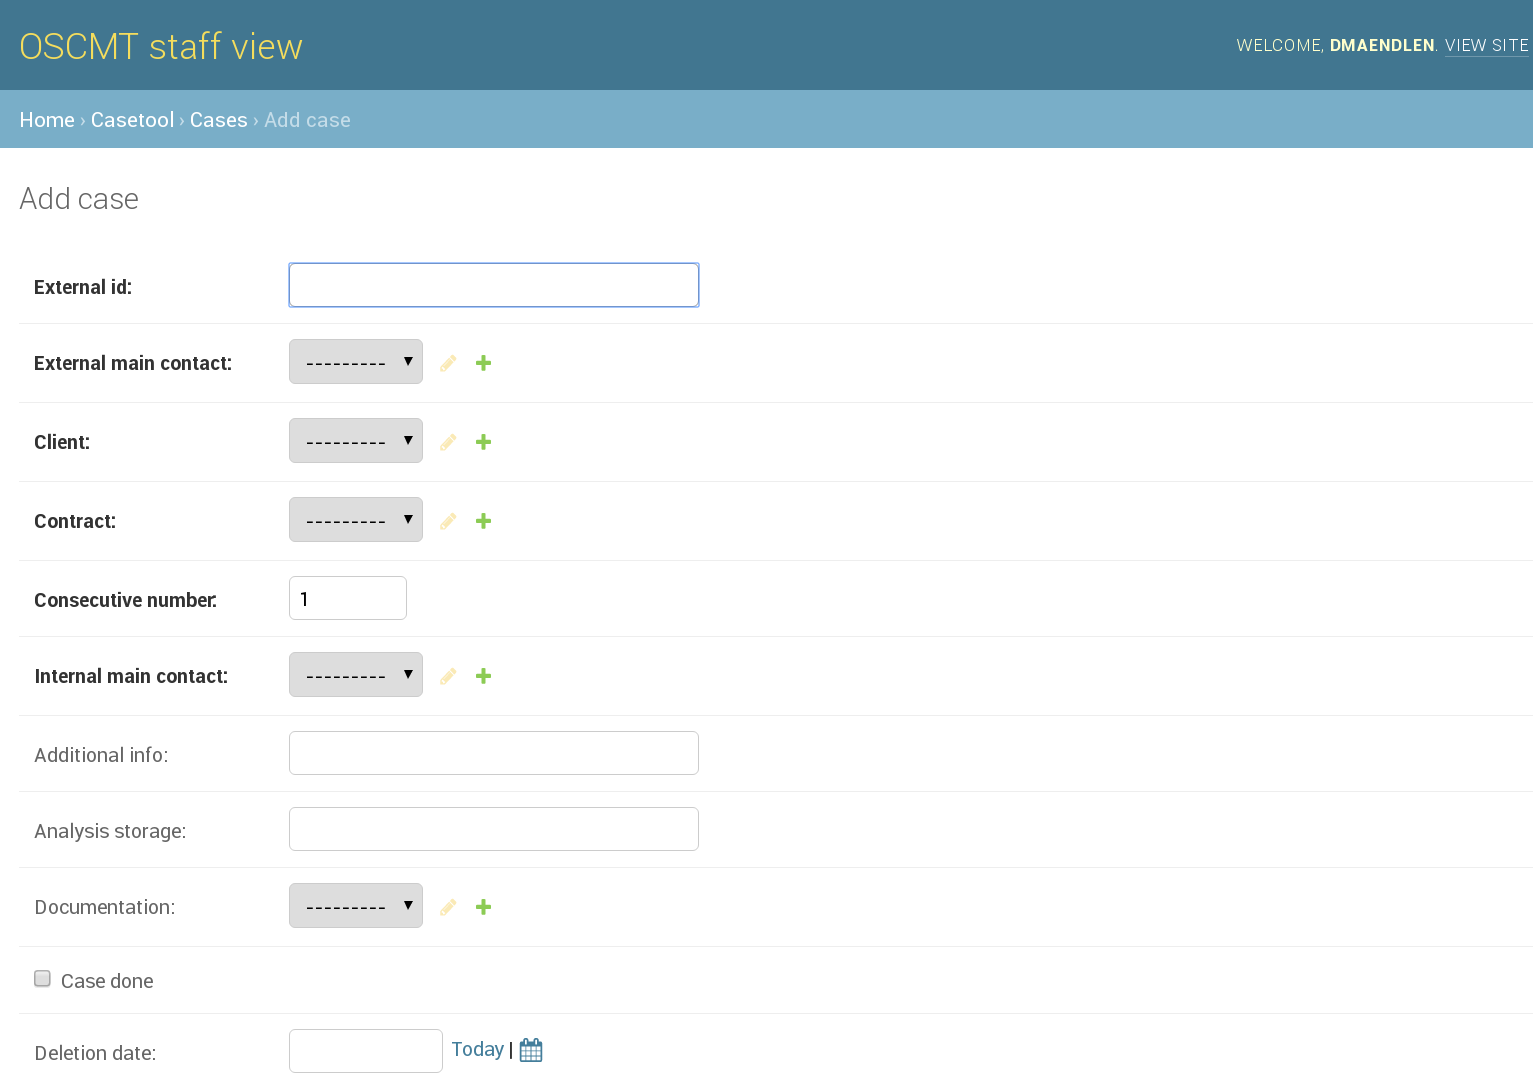 OSCMT staff view
WELCOME, DMAENDLEN. VIEW SITE
Home › Casetool › Cases › Add case
Add case
External id:
External main contact: ---------
Client: ---------
Contract: ---------
Consecutive number: 1
Internal main contact: ---------
Additional info:
Analysis storage:
Documentation: ---------
Case done
Deletion date: Today |